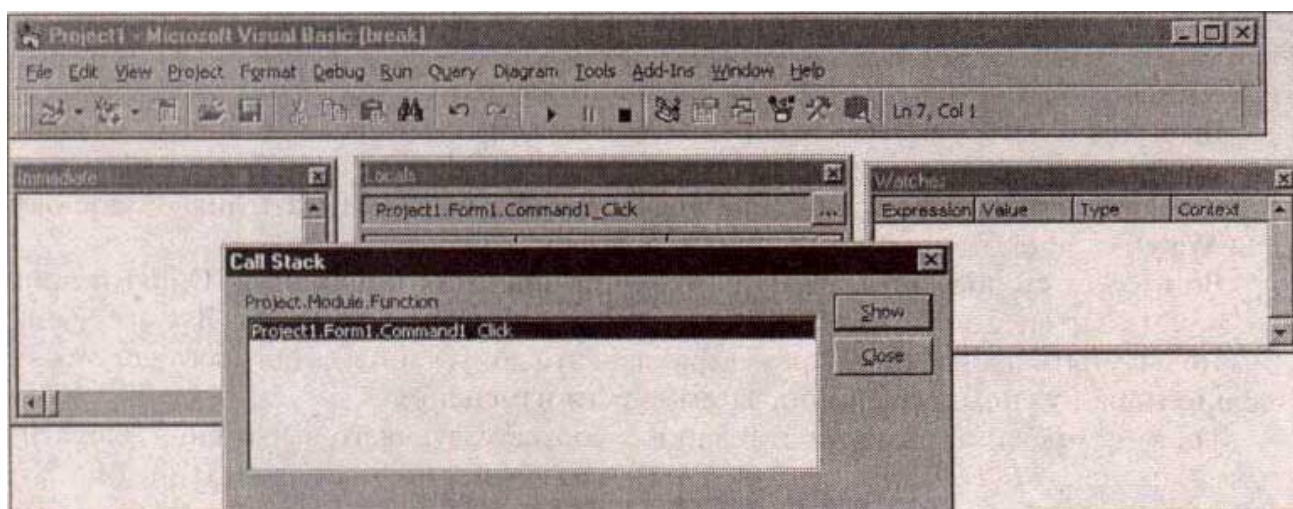 Project1 - Microsoft Visual Basic [break]
File Edit View Project Format Debug Run Query Diagram Tools Add-Ins Window Help
Ln 7, Col 1
Immediate
Locals
Watches
Project1.Form1.Command1_Click
...
Expression Value Type Context
Call Stack
Project.Module.Function
Show
Project1.Form1.Command1_Click
Close